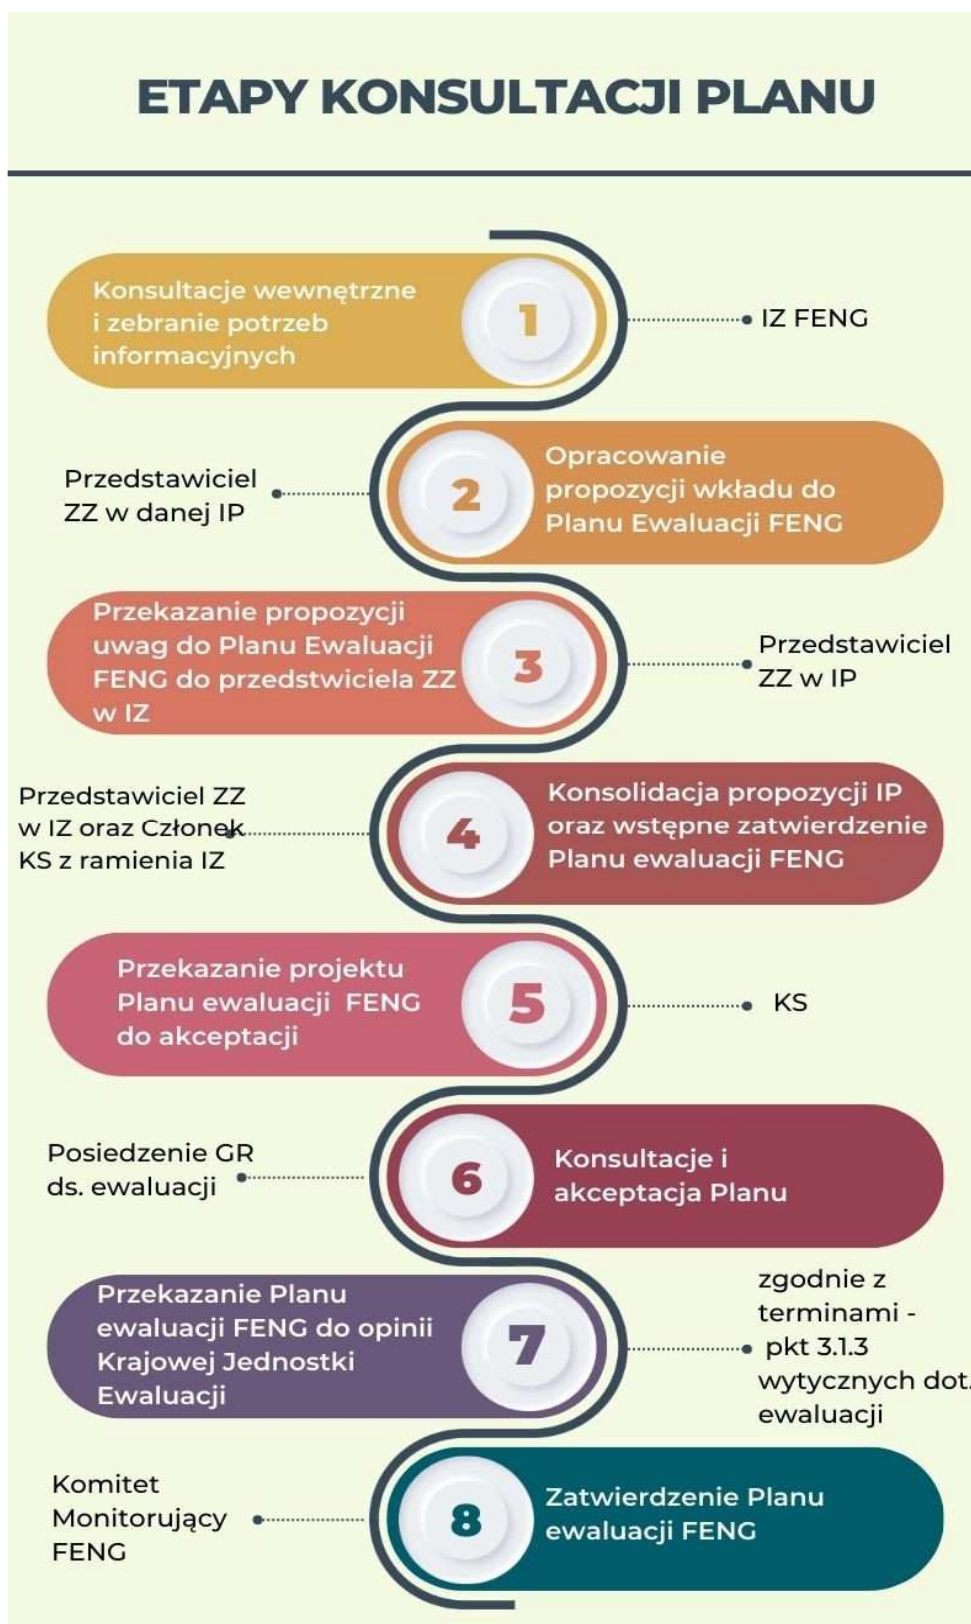 ETAPY KONSULTACJI PLANU
Konsultacje wewnętrzne
i zebranie potrzeb
informacyjnych
1
IZ FENG
Przedstawiciel
ZZ w danej IP
2
Opracowanie
propozycji wkładu do
Planu Ewaluacji FENG
Przekazanie propozycji
uwag do Planu Ewaluacji
FENG do przedstwiciela ZZ
w IZ
3
Przedstawiciel
ZZ w IP
Przedstawiciel ZZ
w IZ oraz Członek
KS z ramienia IZ
4
Konsolidacja propozycji IP
oraz wstępne zatwierdzenie
Planu ewaluacji FENG
Przekazanie projektu
Planu ewaluacji FENG
do akceptacji
5
KS
Posiedzenie GR
ds. ewaluacji
6
Konsultacje i
akceptacja Planu
Przekazanie Planu
ewaluacji FENG do opinii
Krajowej Jednostki
Ewaluacji
7
zgodnie z
terminami -
pkt 3.1.3
wytycznych dot.
ewaluacji
Komitet
Monitorujący
FENG
8
Zatwierdzenie Planu
ewaluacji FENG